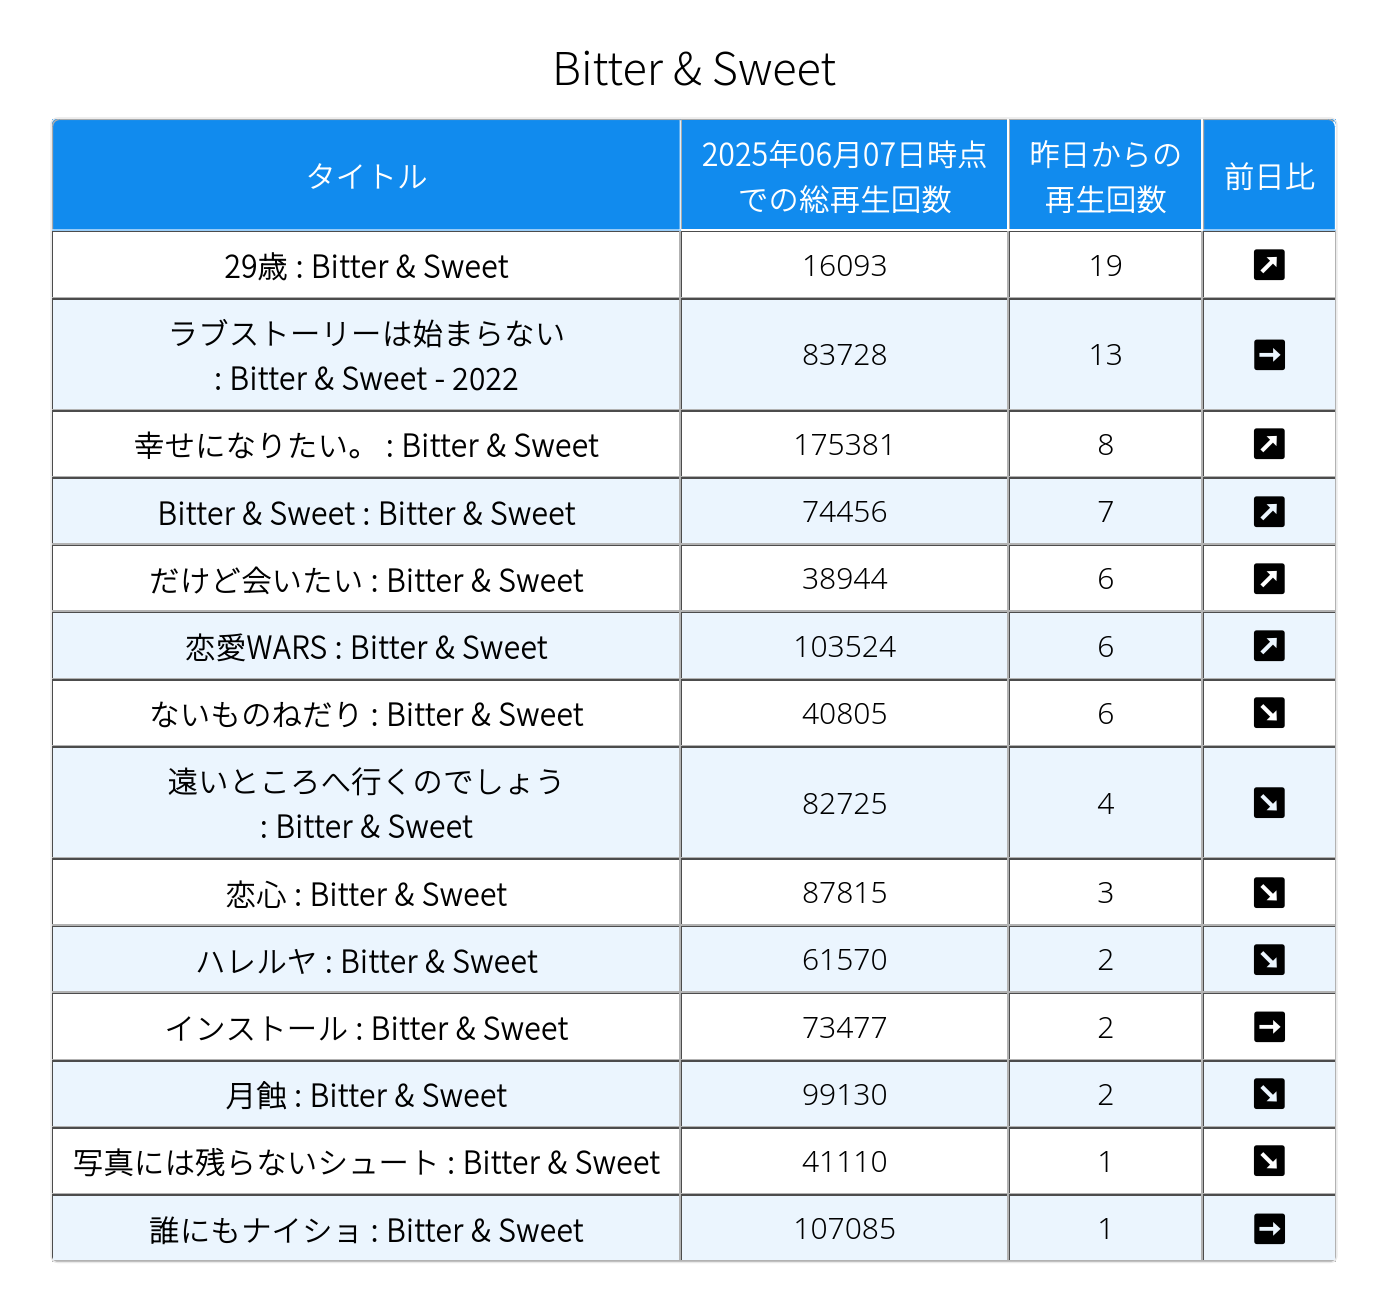 Bitter & Sweet
タイトル
2025年06月07日時点
での総再生回数
昨日からの
再生回数
前日比
29歳 : Bitter & Sweet
16093
19
ラブストーリーは始まらない
: Bitter & Sweet - 2022
83728
13
幸せになりたい。 : Bitter & Sweet
175381
8
Bitter & Sweet : Bitter & Sweet
74456
7
だけど会いたい : Bitter & Sweet
38944
6
恋愛WARS : Bitter & Sweet
103524
6
ないものねだり : Bitter & Sweet
40805
6
遠いところへ行くのでしょう
: Bitter & Sweet
82725
4
恋心 : Bitter & Sweet
87815
3
ハレルヤ : Bitter & Sweet
61570
2
インストール : Bitter & Sweet
73477
2
月蝕 : Bitter & Sweet
99130
2
写真には残らないシュート : Bitter & Sweet
41110
1
誰にもナイショ : Bitter & Sweet
107085
1